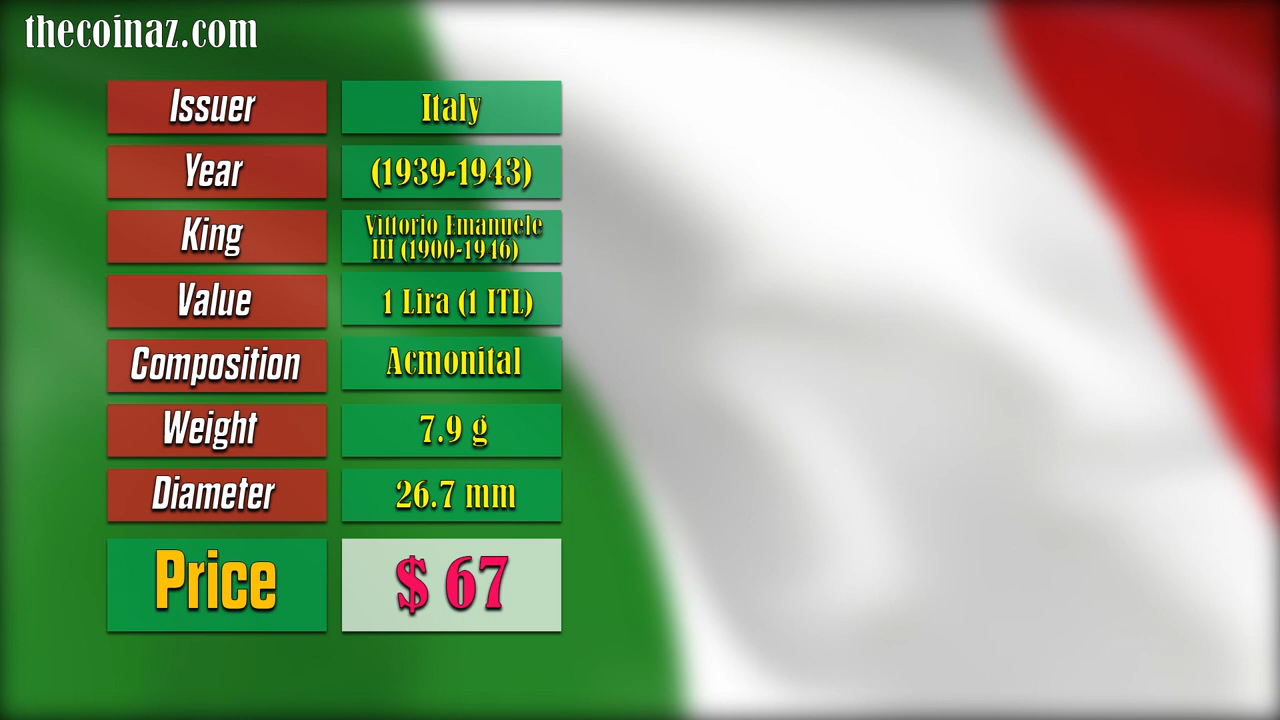 thecoinaz.com
Issuer Italy
Year (1939-1943)
King Vittorio Emanuele
III (1900-1946)
Value 1 Lira (1 ITL)
Composition Acmonital
Weight 7.9 g
Diameter 26.7 mm
Price $ 67